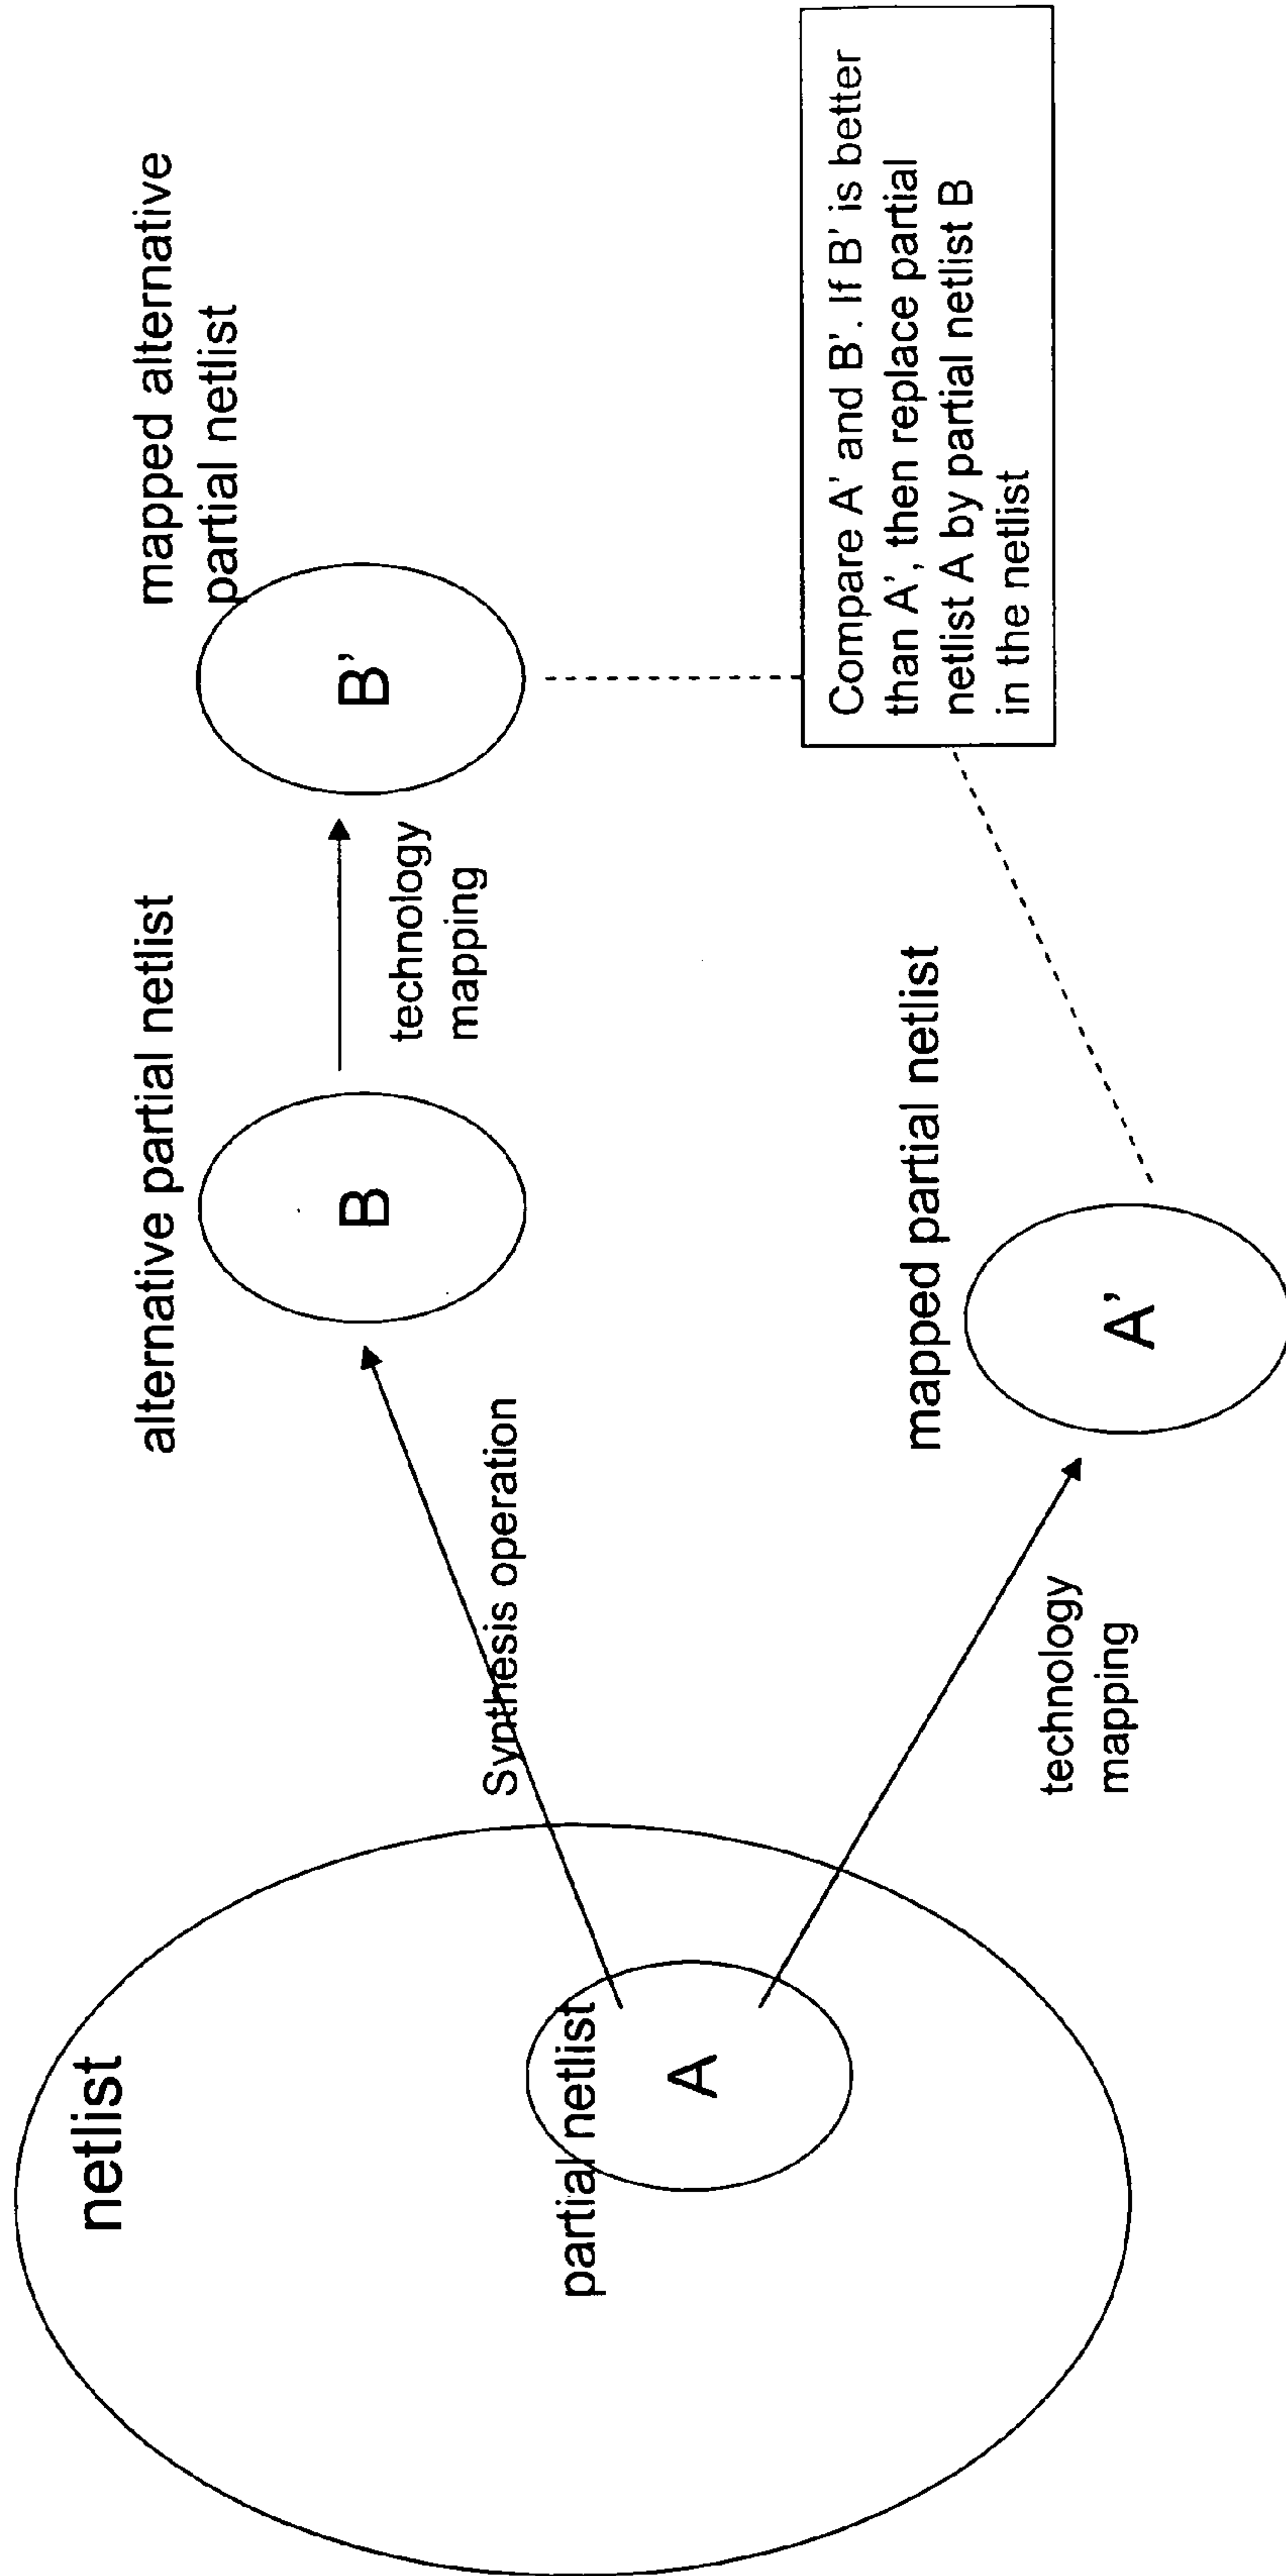 netlist
partial netlist
A
Synthesis operation
technology
mapping
alternative partial netlist
B
technology
mapping
mapped alternative
partial netlist
B'
mapped partial netlist
A'
Compare A' and B'. If B' is better
than A', then replace partial
netlist A by partial netlist B
in the netlist